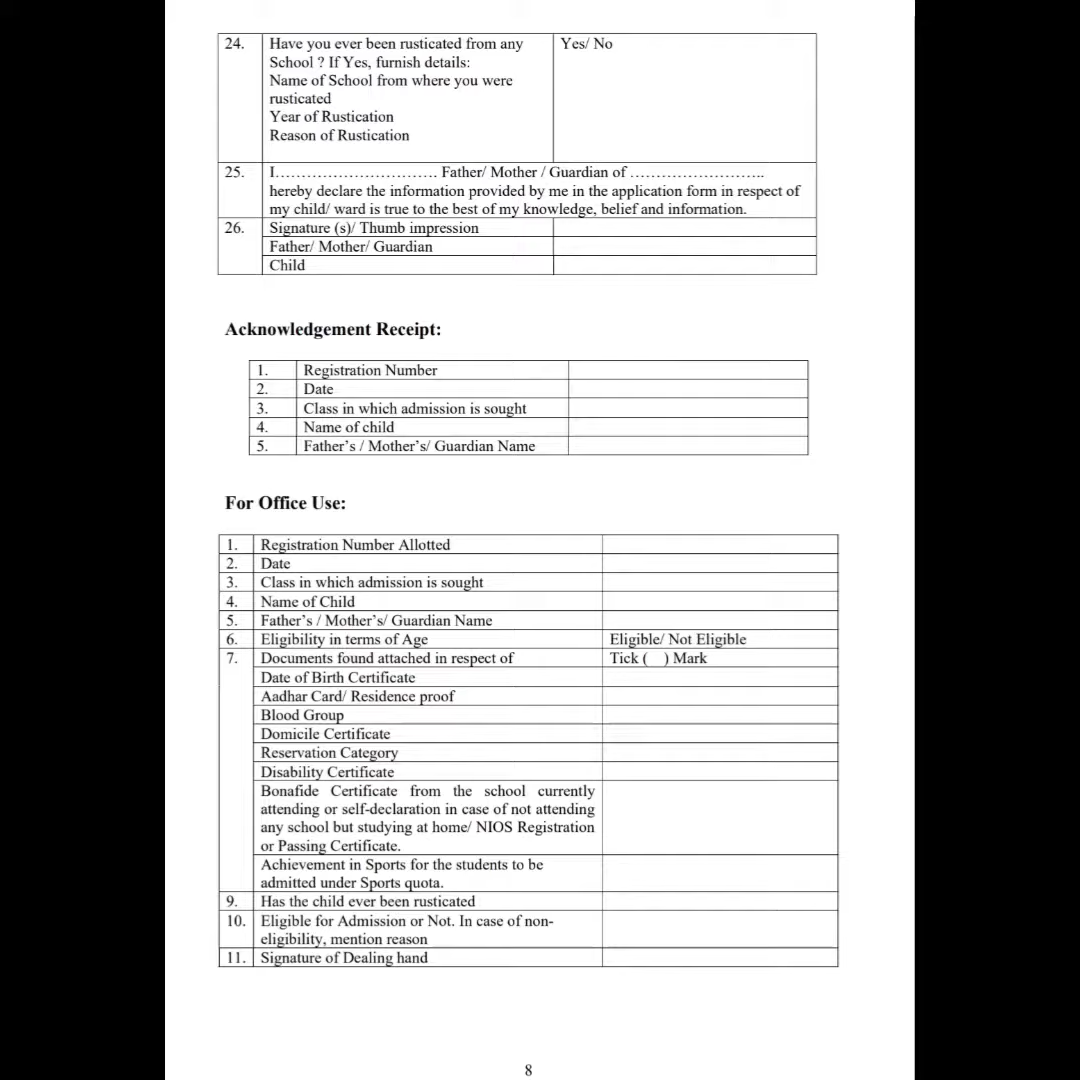 24. Have you ever been rusticated from any Yes/ No
School ? If Yes, furnish details:
Name of School from where you were
rusticated
Year of Rustication
Reason of Rustication
25. I…………………………. Father/ Mother / Guardian of ……………………..
hereby declare the information provided by me in the application form in respect of
my child/ ward is true to the best of my knowledge, belief and information.
26. Signature (s)/ Thumb impression
Father/ Mother/ Guardian
Child
Acknowledgement Receipt:
1. Registration Number
2. Date
3. Class in which admission is sought
4. Name of child
5. Father’s / Mother’s/ Guardian Name
For Office Use:
1. Registration Number Allotted
2. Date
3. Class in which admission is sought
4. Name of Child
5. Father’s / Mother’s/ Guardian Name
6. Eligibility in terms of Age Eligible/ Not Eligible
7. Documents found attached in respect of Tick ( ) Mark
Date of Birth Certificate
Aadhar Card/ Residence proof
Blood Group
Domicile Certificate
Reservation Category
Disability Certificate
Bonafide Certificate from the school currently
attending or self-declaration in case of not attending
any school but studying at home/ NIOS Registration
or Passing Certificate.
Achievement in Sports for the students to be
admitted under Sports quota.
9. Has the child ever been rusticated
10. Eligible for Admission or Not. In case of non-
eligibility, mention reason
11. Signature of Dealing hand
8